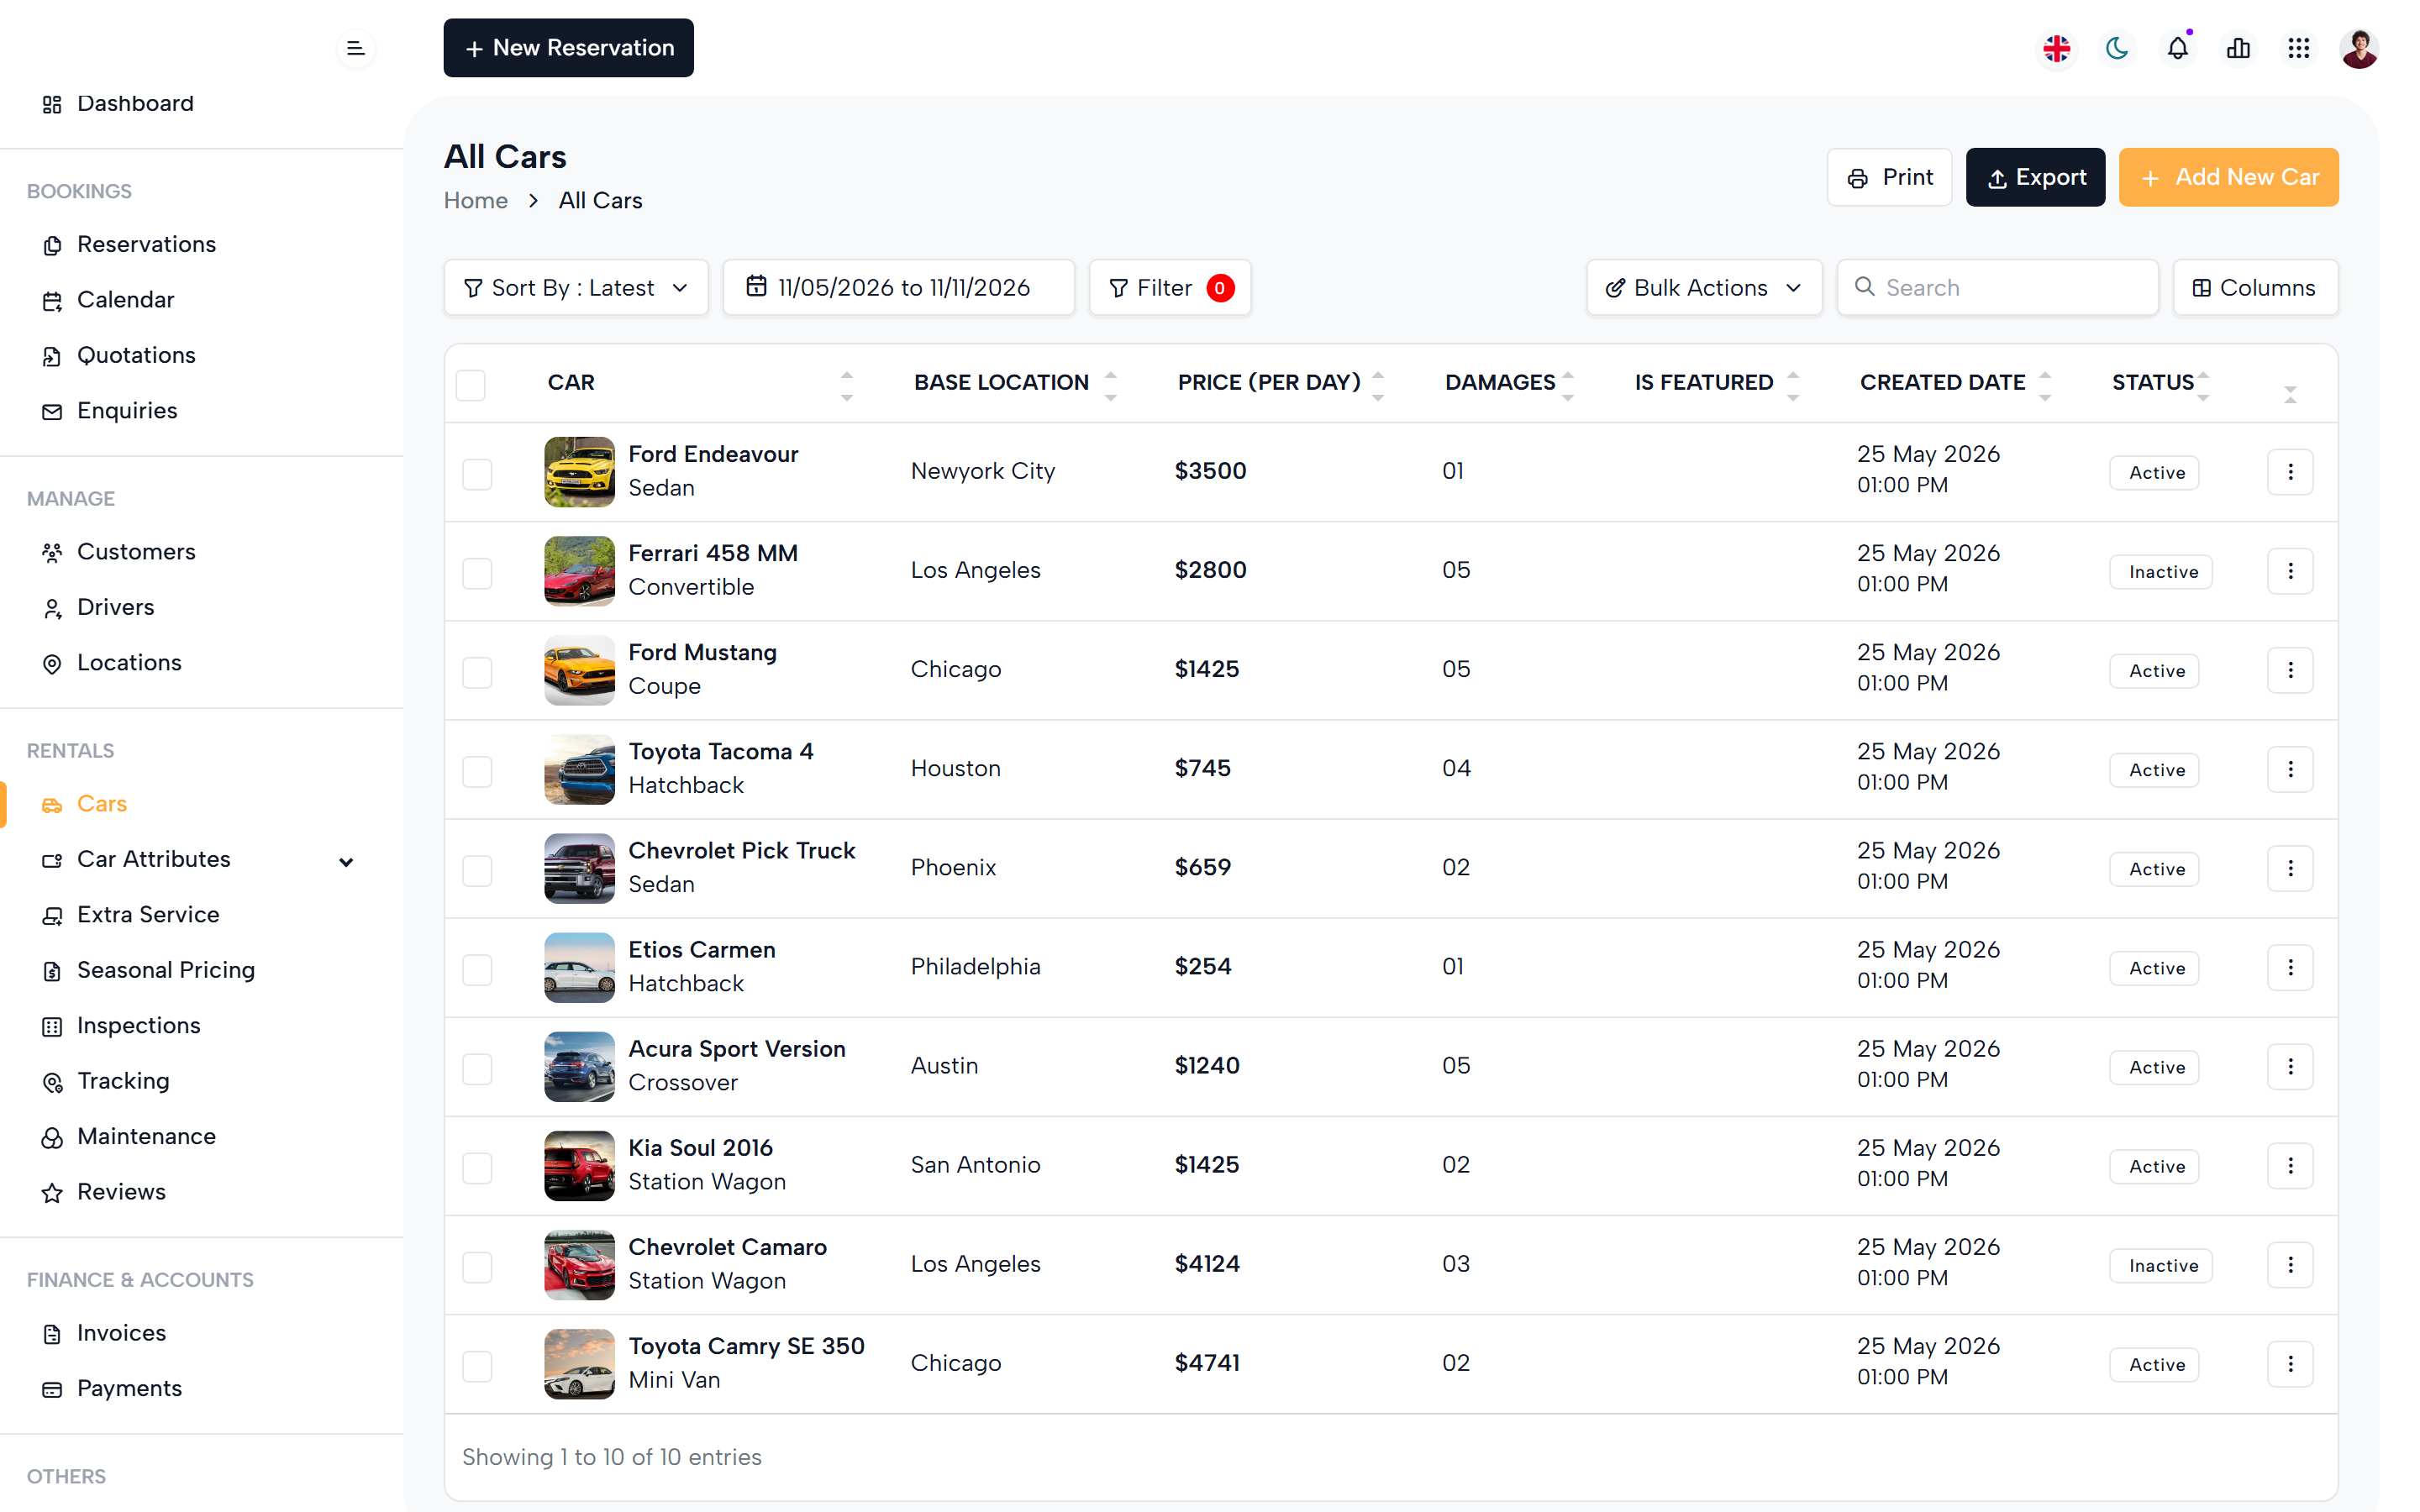 New Reservation
Dashboard
BOOKINGS
Reservations
Calendar
Quotations
Enquiries
MANAGE
Customers
Drivers
Locations
RENTALS
Cars
Car Attributes
Extra Service
Seasonal Pricing
Inspections
Tracking
Maintenance
Reviews
FINANCE & ACCOUNTS
Invoices
Payments
OTHERS
All Cars
Home > All Cars
Print
Export
Add New Car
Sort By : Latest
11/05/2026 to 11/11/2026
Filter 0
Bulk Actions
Search
Columns
CAR BASE LOCATION PRICE (PER DAY) DAMAGES IS FEATURED CREATED DATE STATUS
Ford Endeavour
Sedan
Newyork City
$3500
01
25 May 2026
01:00 PM
Active
Ferrari 458 MM
Convertible
Los Angeles
$2800
05
25 May 2026
01:00 PM
Inactive
Ford Mustang
Coupe
Chicago
$1425
05
25 May 2026
01:00 PM
Active
Toyota Tacoma 4
Hatchback
Houston
$745
04
25 May 2026
01:00 PM
Active
Chevrolet Pick Truck
Sedan
Phoenix
$659
02
25 May 2026
01:00 PM
Active
Etios Carmen
Hatchback
Philadelphia
$254
01
25 May 2026
01:00 PM
Active
Acura Sport Version
Crossover
Austin
$1240
05
25 May 2026
01:00 PM
Active
Kia Soul 2016
Station Wagon
San Antonio
$1425
02
25 May 2026
01:00 PM
Active
Chevrolet Camaro
Station Wagon
Los Angeles
$4124
03
25 May 2026
01:00 PM
Inactive
Toyota Camry SE 350
Mini Van
Chicago
$4741
02
25 May 2026
01:00 PM
Active
Showing 1 to 10 of 10 entries